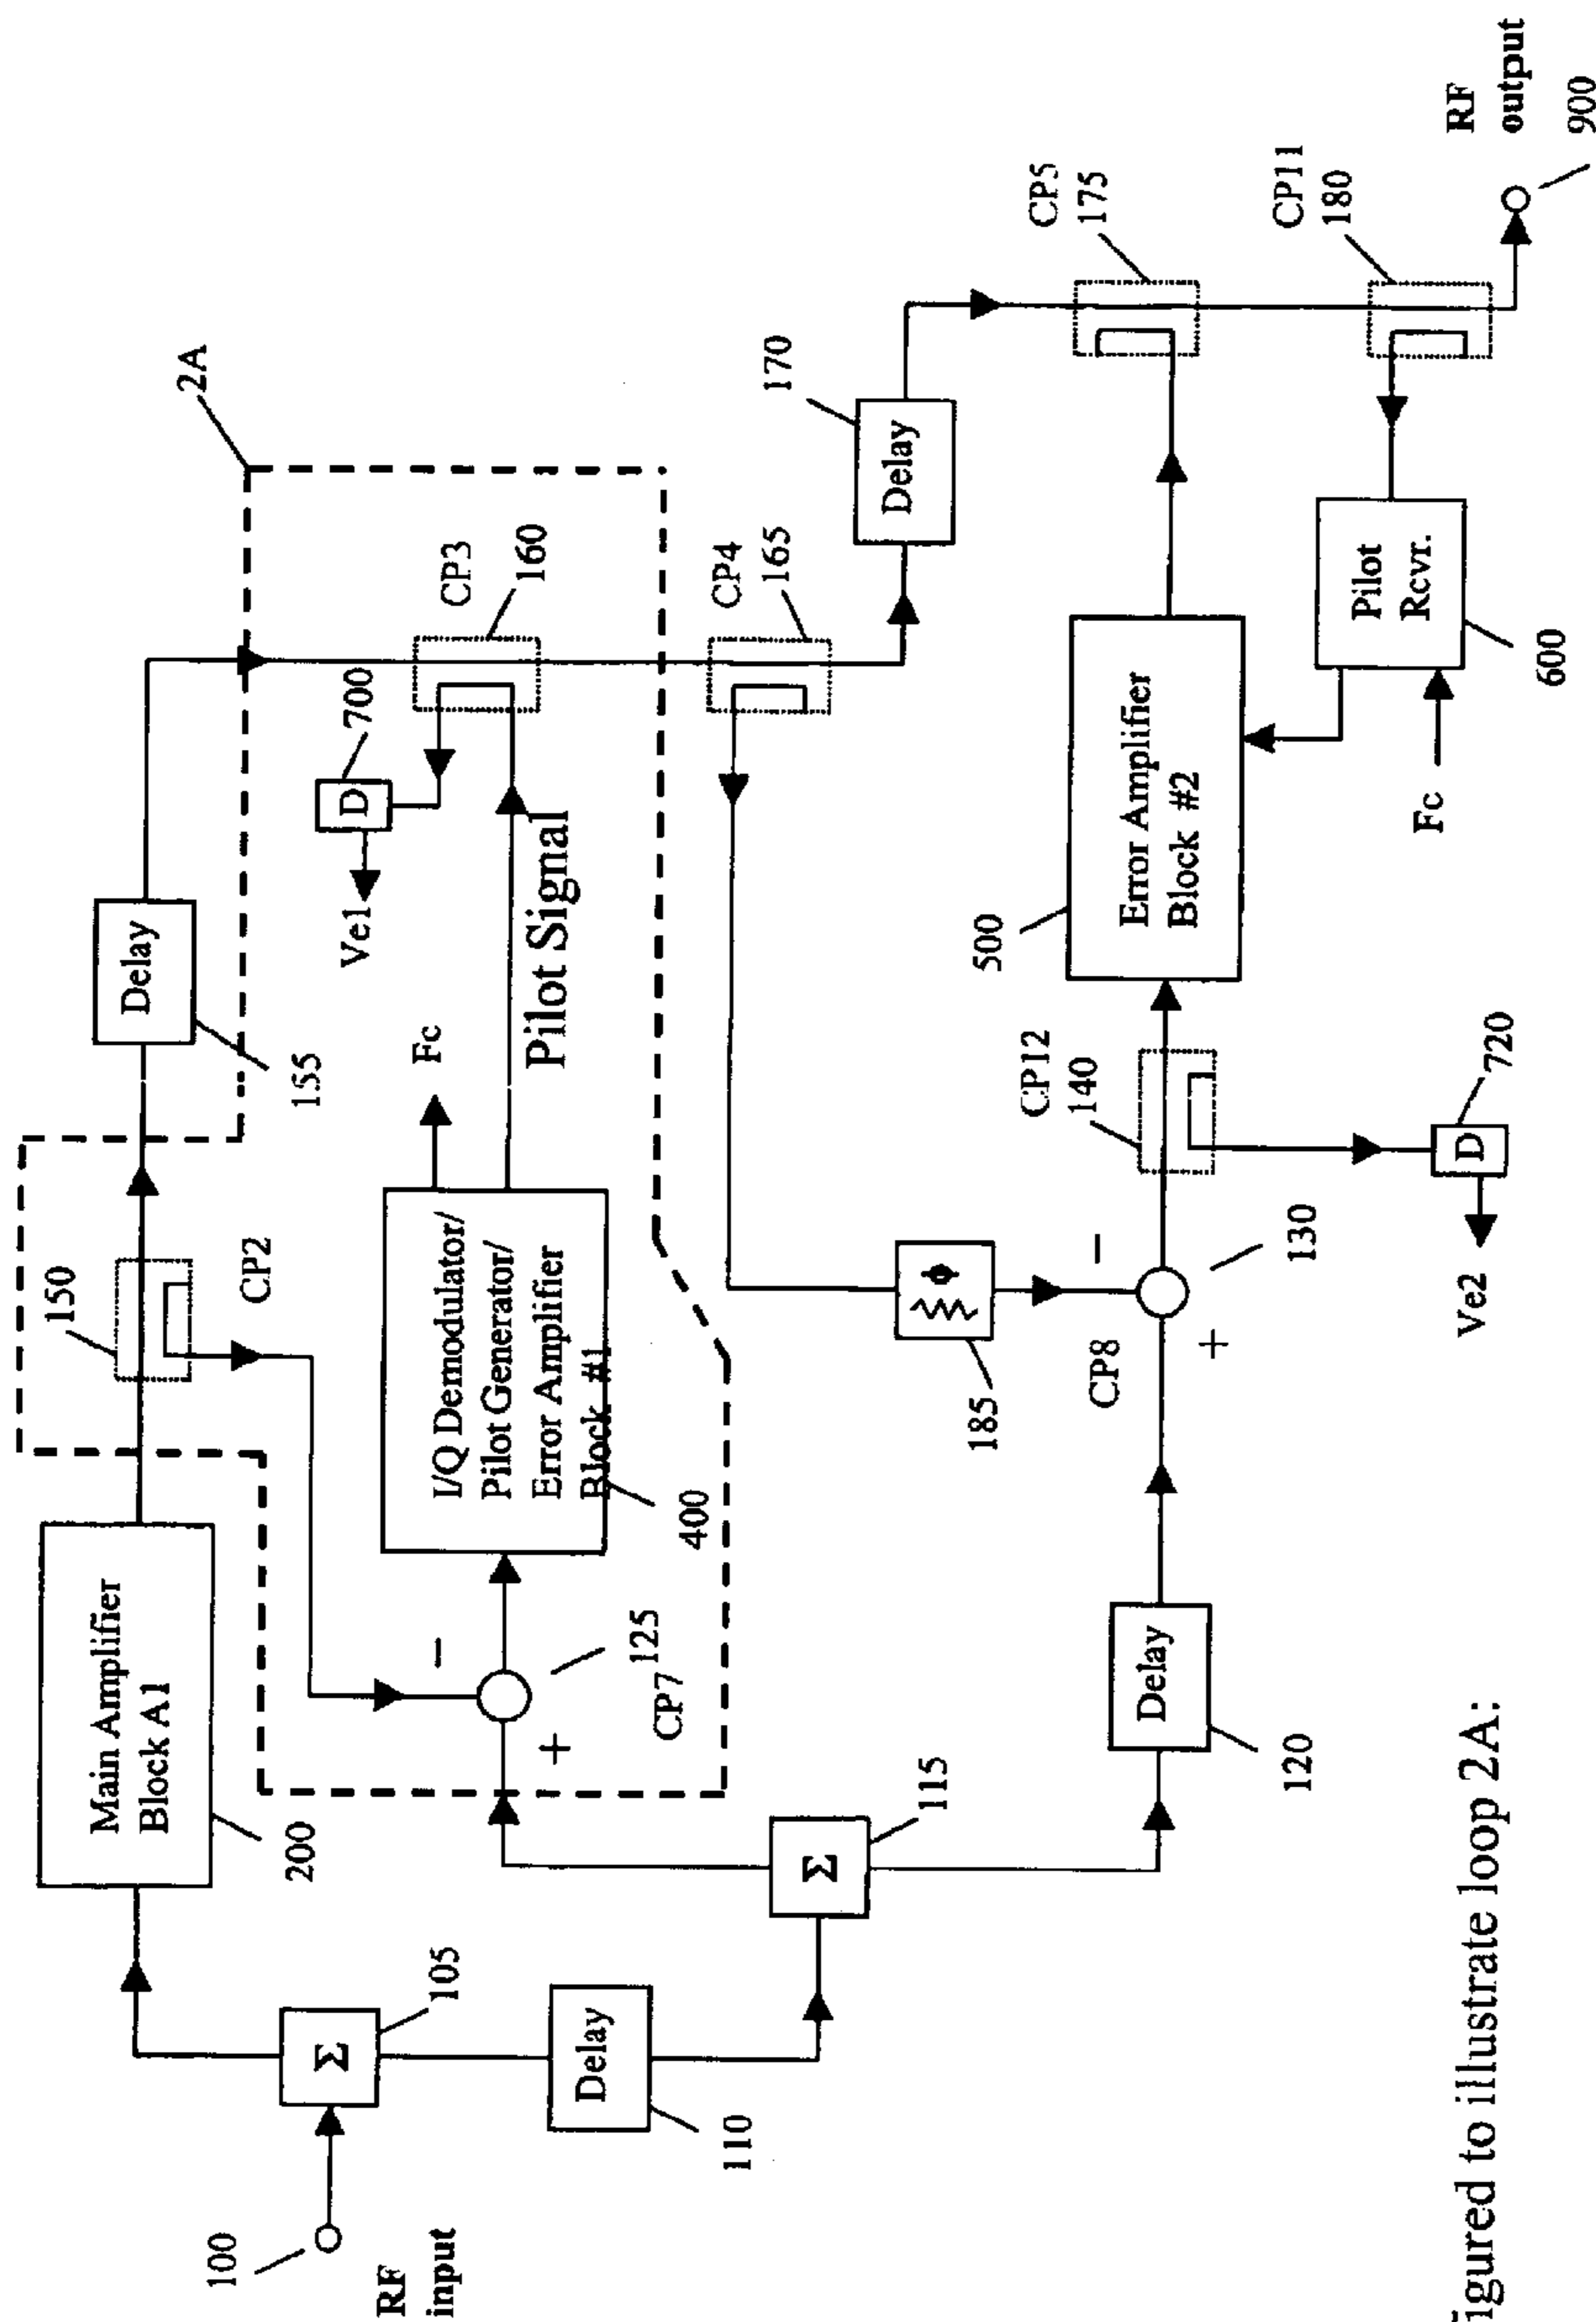 RF
input
100
Σ
105
Delay
110
Main Amplifier
Block A1
200
Σ
115
150
CP2
−
+
125
CP7
I/Q Demodulator/
Pilot Generator/
Error Amplifier
Block #1
400
Fc
Pilot Signal
Delay
155
Ve1
D
700
2A
CP3
160
CP4
165
Delay
170
Delay
120
185
ϕ
−
CP8
+
130
CP12
140
D
720
Ve2
500
Error Amplifier
Block #2
Fc
Pilot
Rcvr.
600
CP5
175
CP11
180
RF
output
900
igured to illustrate loop 2A: